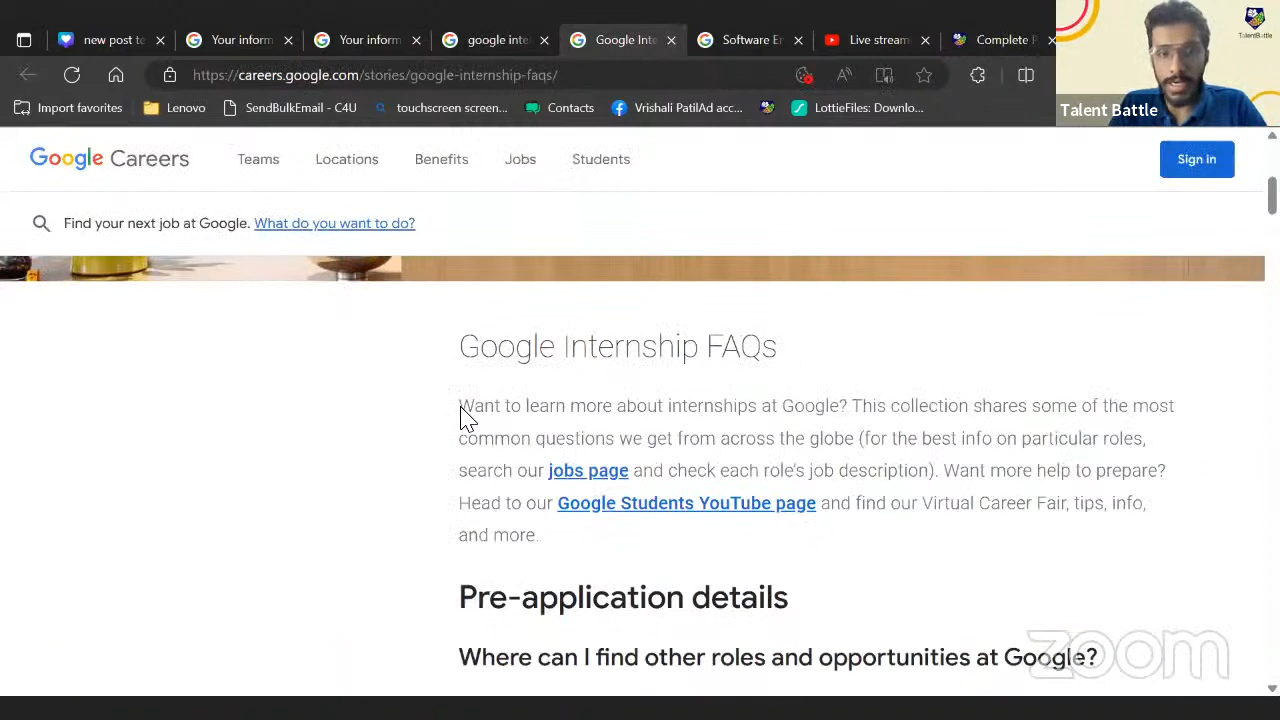 new post te
Your inform
Your inform
google inte
Google Inte
Software En
Live stream
Complete P
TalentBattle
https://careers.google.com/stories/google-internship-faqs/
Import favorites
Lenovo
SendBulkEmail - C4U
touchscreen screen...
Contacts
Vrishali PatilAd acc...
LottieFiles: Downlo...
Talent Battle
Google Careers
Teams
Locations
Benefits
Jobs
Students
Sign in
Find your next job at Google. What do you want to do?
Google Internship FAQs
Want to learn more about internships at Google? This collection shares some of the most
common questions we get from across the globe (for the best info on particular roles,
search our jobs page and check each role's job description). Want more help to prepare?
Head to our Google Students YouTube page and find our Virtual Career Fair, tips, info,
and more.
Pre-application details
Where can I find other roles and opportunities at Google?
zoom